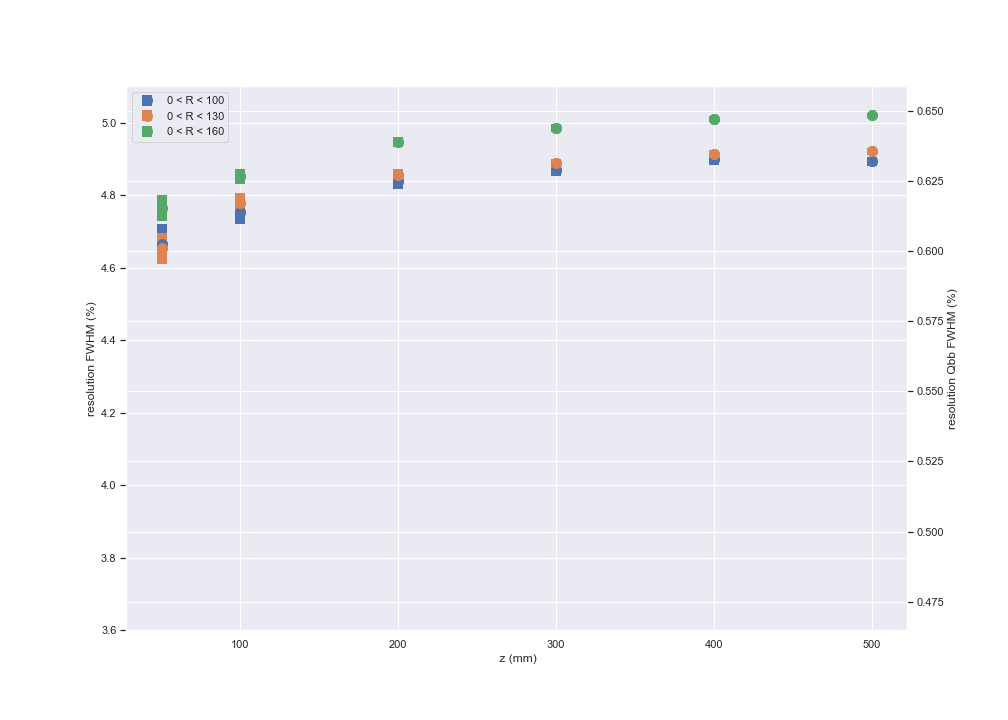 0 < R < 100
0 < R < 130
0 < R < 160
5.0
4.8
4.6
4.4
4.2
4.0
3.8
3.6
resolution FWHM (%)
0.650
0.625
0.600
0.575
0.550
0.525
0.500
0.475
resolution Qbb FWHM (%)
100 200 300 400 500
z (mm)